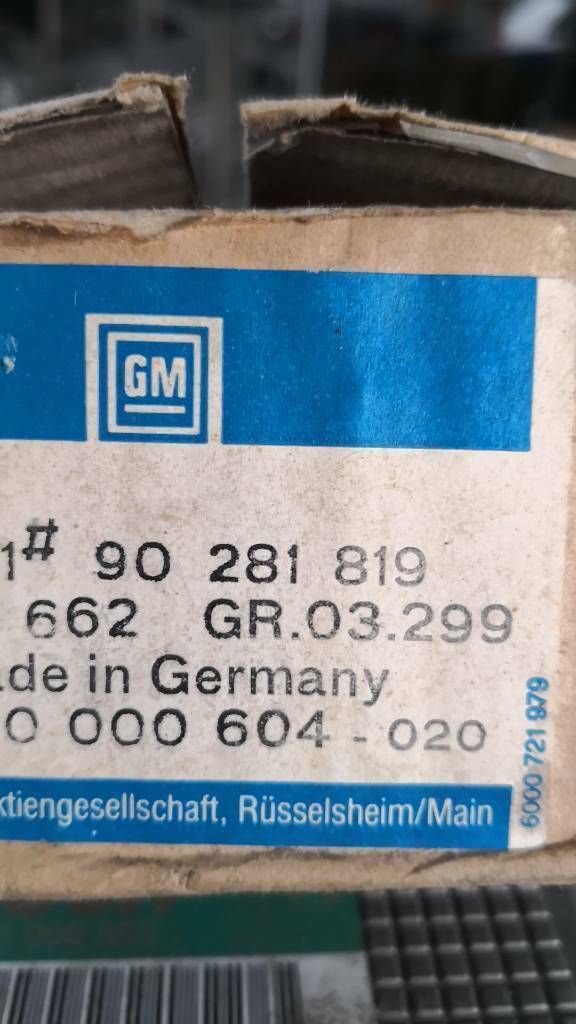 GM
1# 90 281 819
662 GR.03.299
de in Germany
0 000 604 - 020
ktiengesellschaft, Rüsselsheim/Main
6000 721 979